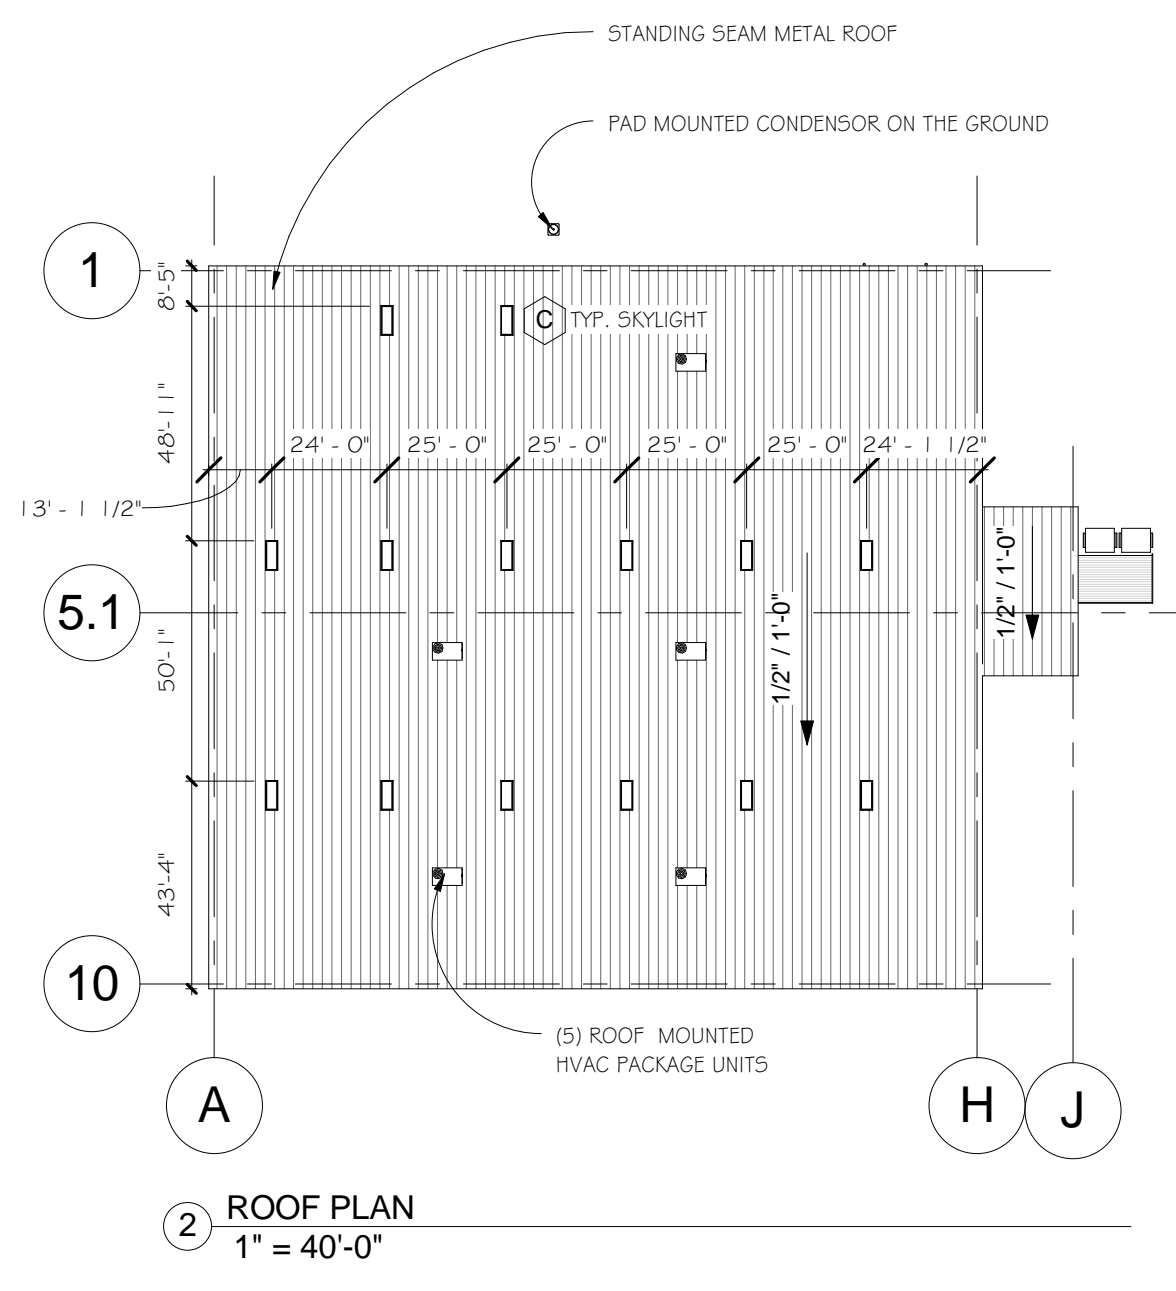 STANDING SEAM METAL ROOF
PAD MOUNTED CONDENSOR ON THE GROUND
1
8'-5"
C TYP. SKYLIGHT
48'-11"
24' - 0" 25' - 0" 25' - 0" 25' - 0" 25' - 0" 24' - 1 1/2"
13' - 1 1/2"
1/2" / 1'-0"
5.1
1/2" / 1'-0"
50'-1"
43'-4"
10
(5) ROOF MOUNTED
HVAC PACKAGE UNITS
A H J
2 ROOF PLAN
1" = 40'-0"